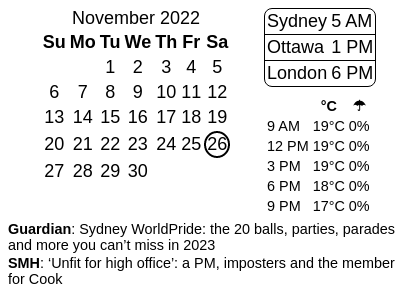 November 2022
Su Mo Tu We Th Fr Sa
1 2 3 4 5
6 7 8 9 10 11 12
13 14 15 16 17 18 19
20 21 22 23 24 25 26
27 28 29 30
Sydney 5 AM
Ottawa 1 PM
London 6 PM
°C ☂
9 AM 19°C 0%
12 PM 19°C 0%
3 PM 19°C 0%
6 PM 18°C 0%
9 PM 17°C 0%
Guardian: Sydney WorldPride: the 20 balls, parties, parades
and more you can’t miss in 2023
SMH: ‘Unfit for high office’: a PM, imposters and the member
for Cook